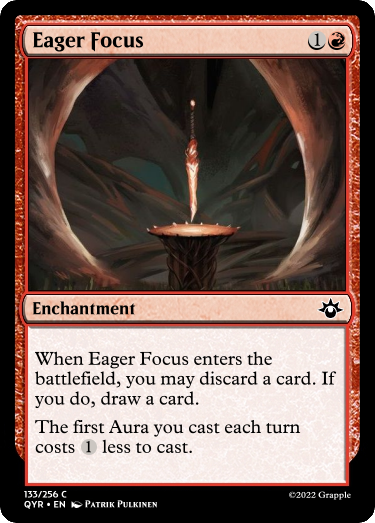 Eager Focus 1
Enchantment
When Eager Focus enters the
battlefield, you may discard a card. If
you do, draw a card.
The first Aura you cast each turn
costs 1 less to cast.
133/256 C
QYR • EN Patrik Pulkinen
©2022 Grapple